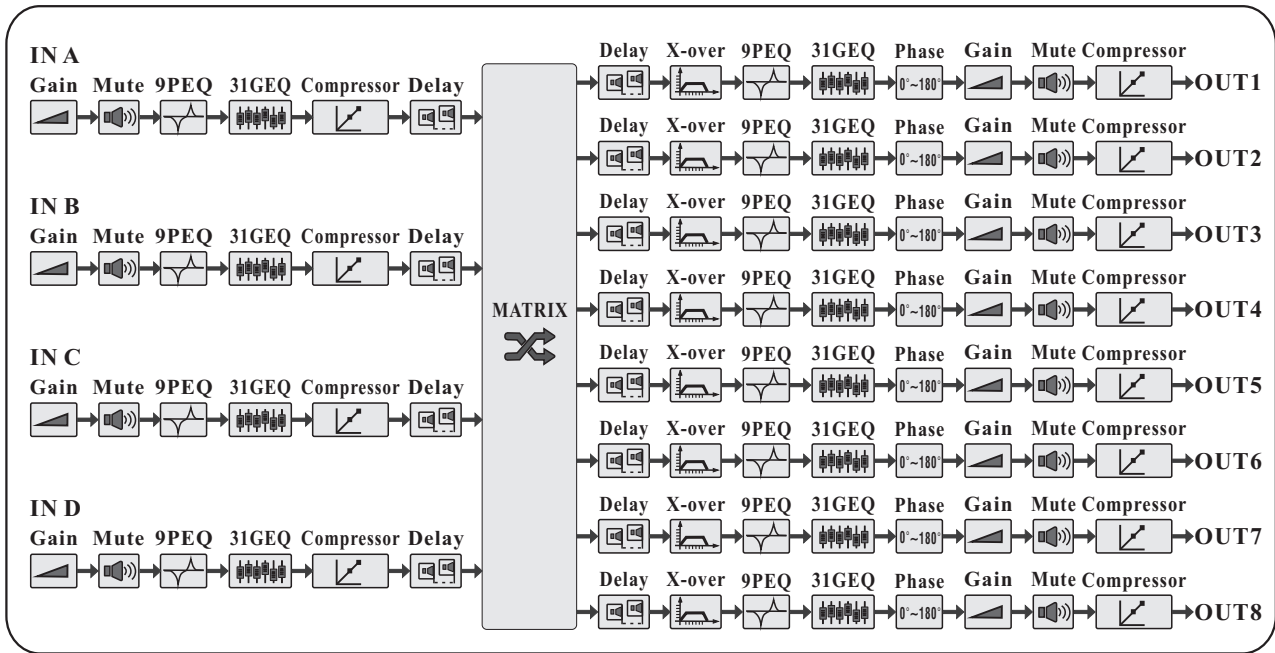 IN A
Gain Mute 9PEQ 31GEQ Compressor Delay
IN B
Gain Mute 9PEQ 31GEQ Compressor Delay
IN C
Gain Mute 9PEQ 31GEQ Compressor Delay
IN D
Gain Mute 9PEQ 31GEQ Compressor Delay
MATRIX
Delay X-over 9PEQ 31GEQ Phase Gain Mute Compressor
0°~180° OUT1
Delay X-over 9PEQ 31GEQ Phase Gain Mute Compressor
0°~180° OUT2
Delay X-over 9PEQ 31GEQ Phase Gain Mute Compressor
0°~180° OUT3
Delay X-over 9PEQ 31GEQ Phase Gain Mute Compressor
0°~180° OUT4
Delay X-over 9PEQ 31GEQ Phase Gain Mute Compressor
0°~180° OUT5
Delay X-over 9PEQ 31GEQ Phase Gain Mute Compressor
0°~180° OUT6
Delay X-over 9PEQ 31GEQ Phase Gain Mute Compressor
0°~180° OUT7
Delay X-over 9PEQ 31GEQ Phase Gain Mute Compressor
0°~180° OUT8